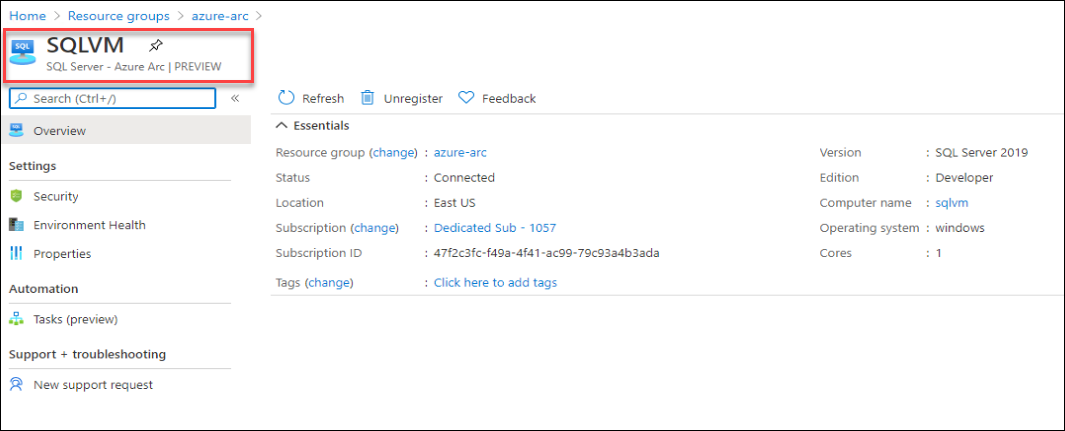 Home > Resource groups > azure-arc >
SQL
SQLVM
SQL Server - Azure Arc | PREVIEW
Search (Ctrl+/)
«
Overview
Settings
Security
Environment Health
Properties
Automation
Tasks (preview)
Support + troubleshooting
New support request
Refresh Unregister Feedback
Essentials
Resource group (change) : azure-arc
Status : Connected
Location : East US
Subscription (change) : Dedicated Sub - 1057
Subscription ID : 47f2c3fc-f49a-4f41-ac99-79c93a4b3ada
Tags (change) : Click here to add tags
Version : SQL Server 2019
Edition : Developer
Computer name : sqlvm
Operating system : windows
Cores : 1